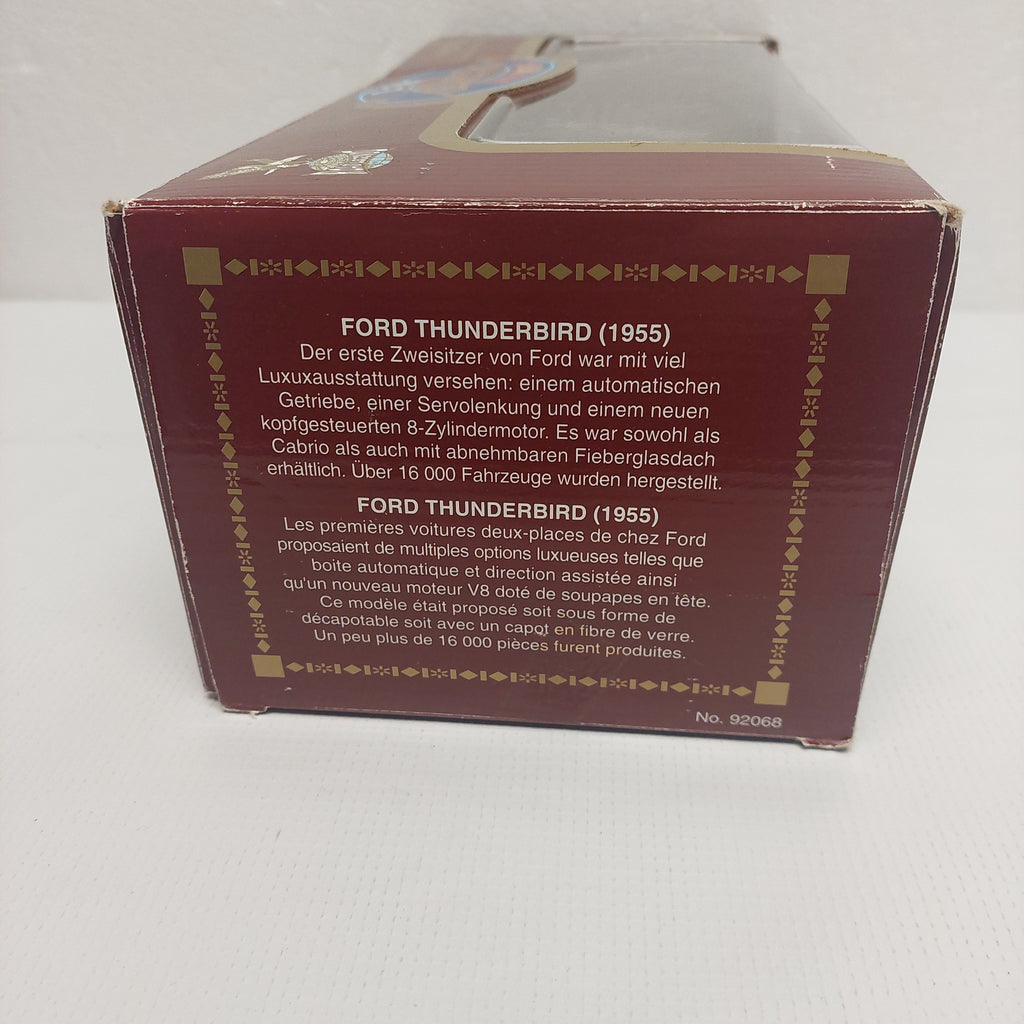 FORD THUNDERBIRD (1955)
Der erste Zweisitzer von Ford war mit viel
Luxuxausstattung versehen: einem automatischen
Getriebe, einer Servolenkung und einem neuen
kopfgesteuerten 8-Zylindermotor. Es war sowohl als
Cabrio als auch mit abnehmbaren Fieberglasdach
erhältlich. Über 16 000 Fahrzeuge wurden hergestellt.
FORD THUNDERBIRD (1955)
Les premières voitures deux-places de chez Ford
proposaient de multiples options luxueuses telles que
boite automatique et direction assistée ainsi
qu'un nouveau moteur V8 doté de soupapes en tête.
Ce modèle était proposé soit sous forme de
décapotable soit avec un capot en fibre de verre.
Un peu plus de 16 000 pièces furent produites.
No. 92068